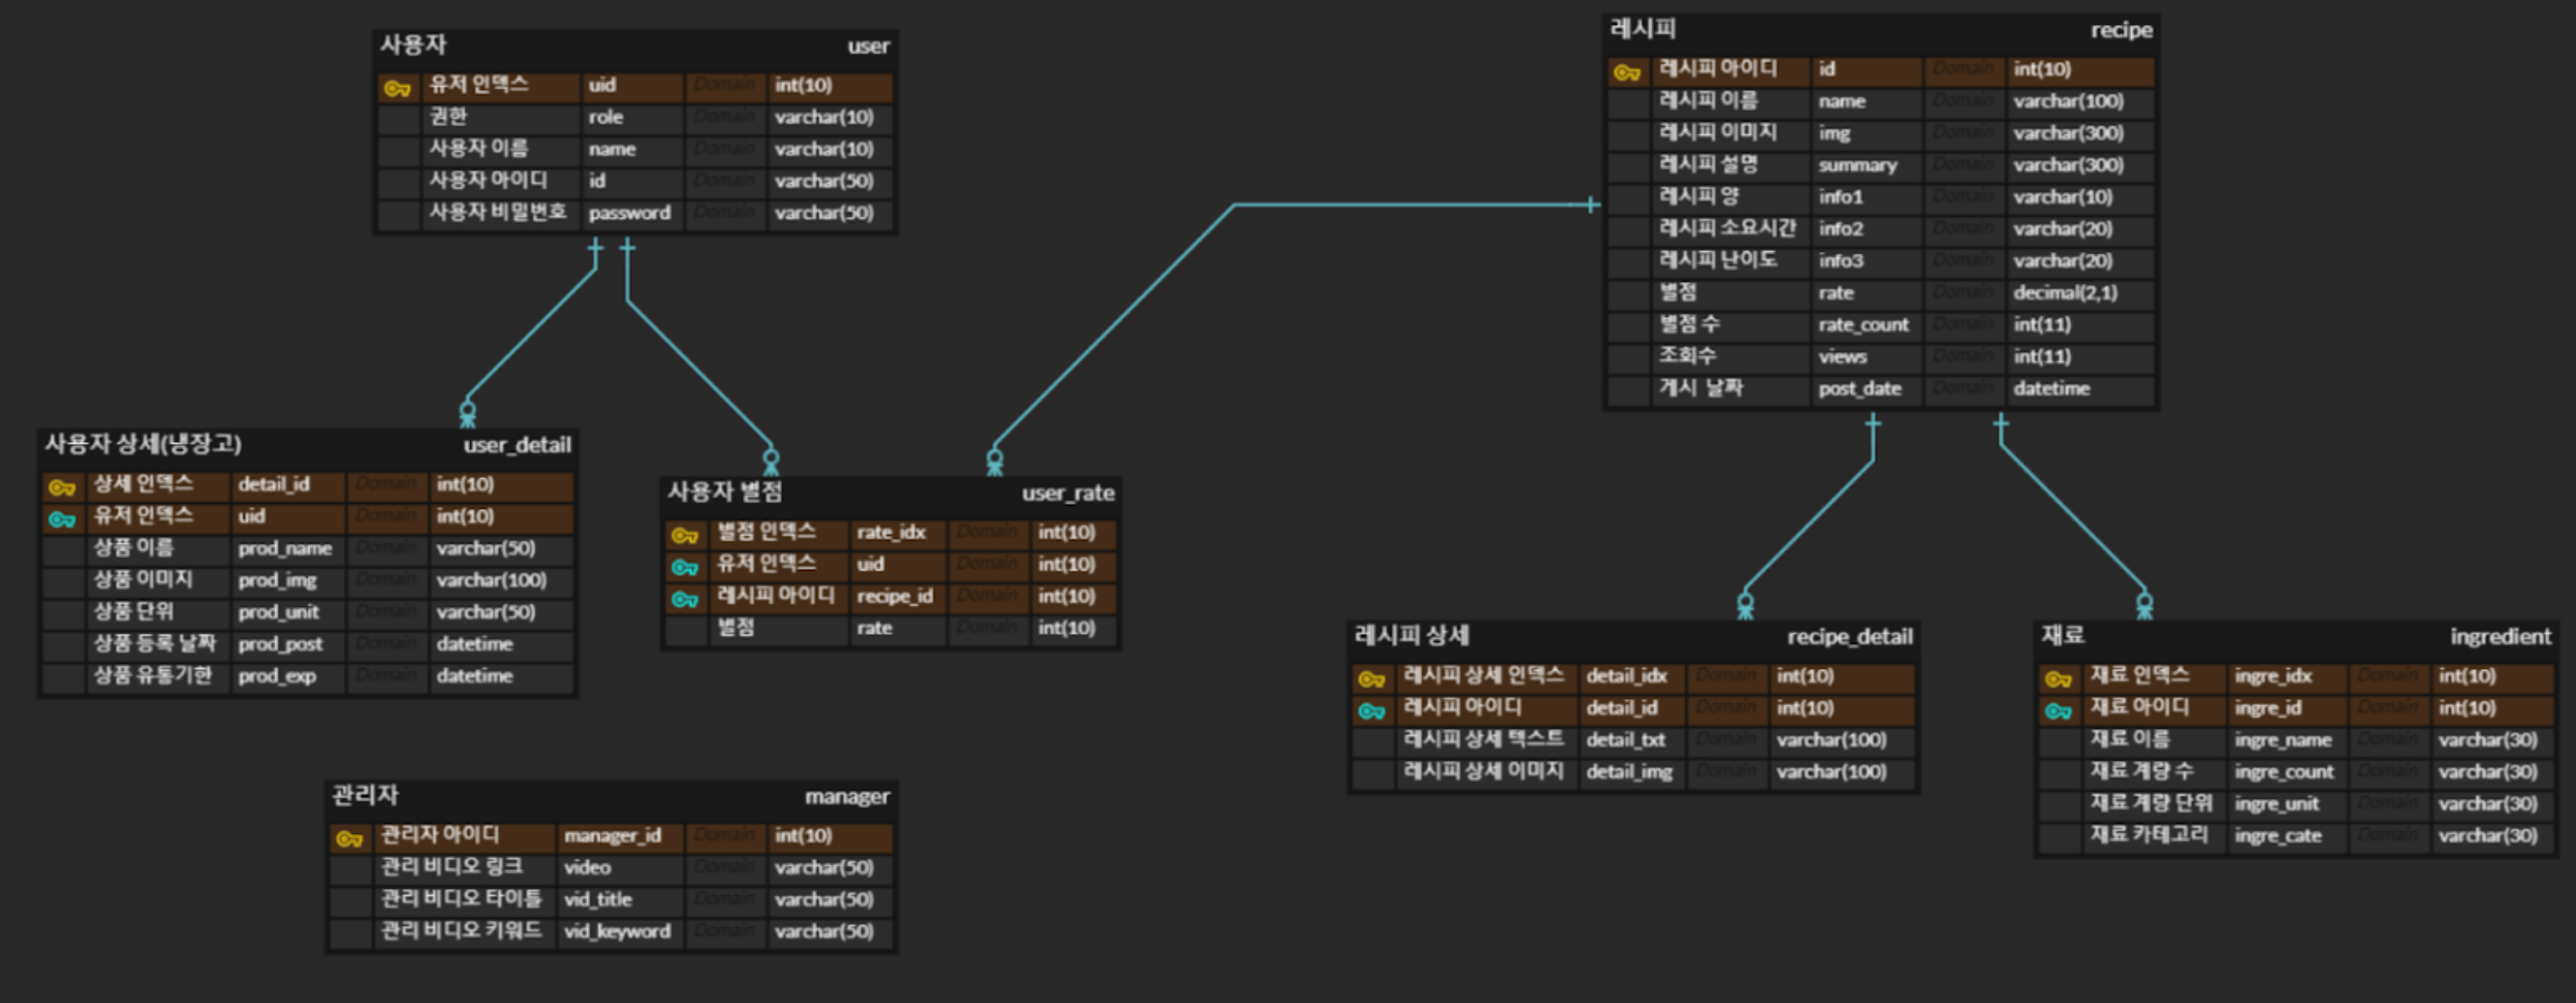 사용자 user
유저 인덱스 uid Domain int(10)
권한 role Domain varchar(10)
사용자 이름 name Domain varchar(10)
사용자 아이디 id Domain varchar(50)
사용자 비밀번호 password Domain varchar(50)
레시피 recipe
레시피 아이디 id Domain int(10)
레시피 이름 name Domain varchar(100)
레시피 이미지 img Domain varchar(300)
레시피 설명 summary Domain varchar(300)
레시피 양 info1 Domain varchar(10)
레시피 소요시간 info2 Domain varchar(20)
레시피 난이도 info3 Domain varchar(20)
별점 rate Domain decimal(2,1)
별점 수 rate_count Domain int(11)
조회수 views Domain int(11)
게시 날짜 post_date Domain datetime
사용자 상세(냉장고) user_detail
상세 인덱스 detail_id Domain int(10)
유저 인덱스 uid Domain int(10)
상품 이름 prod_name Domain varchar(50)
상품 이미지 prod_img Domain varchar(100)
상품 단위 prod_unit Domain varchar(50)
상품 등록 날짜 prod_post Domain datetime
상품 유통기한 prod_exp Domain datetime
사용자 별점 user_rate
별점 인덱스 rate_idx Domain int(10)
유저 인덱스 uid Domain int(10)
레시피 아이디 recipe_id Domain int(10)
별점 rate Domain int(10)
레시피 상세 recipe_detail
레시피 상세 인덱스 detail_idx Domain int(10)
레시피 아이디 detail_id Domain int(10)
레시피 상세 텍스트 detail_txt Domain varchar(100)
레시피 상세 이미지 detail_img Domain varchar(100)
재료 ingredient
재료 인덱스 ingre_idx Domain int(10)
재료 아이디 ingre_id Domain int(10)
재료 이름 ingre_name Domain varchar(30)
재료 계량 수 ingre_count Domain varchar(30)
재료 계량 단위 ingre_unit Domain varchar(30)
재료 카테고리 ingre_cate Domain varchar(30)
관리자 manager
관리자 아이디 manager_id Domain int(10)
관리 비디오 링크 video Domain varchar(50)
관리 비디오 타이틀 vid_title Domain varchar(50)
관리 비디오 키워드 vid_keyword Domain varchar(50)